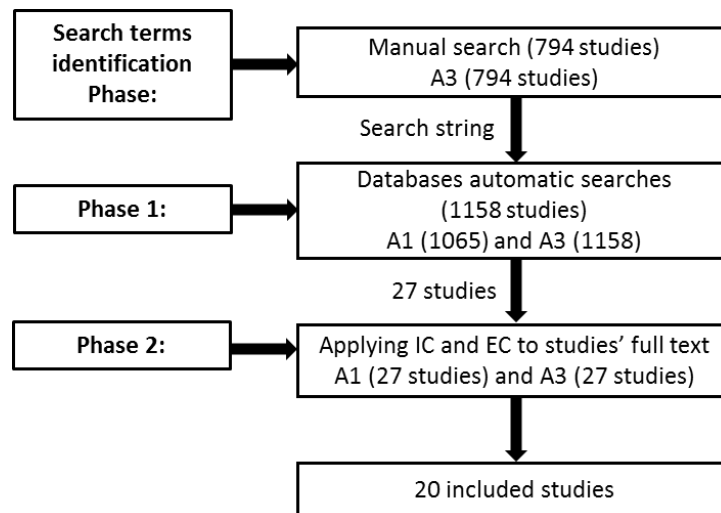 Search terms
identification
Phase:
Manual search (794 studies)
A3 (794 studies)
Search string
Phase 1:
Databases automatic searches
(1158 studies)
A1 (1065) and A3 (1158)
27 studies
Phase 2:
Applying IC and EC to studies’ full text
A1 (27 studies) and A3 (27 studies)
20 included studies